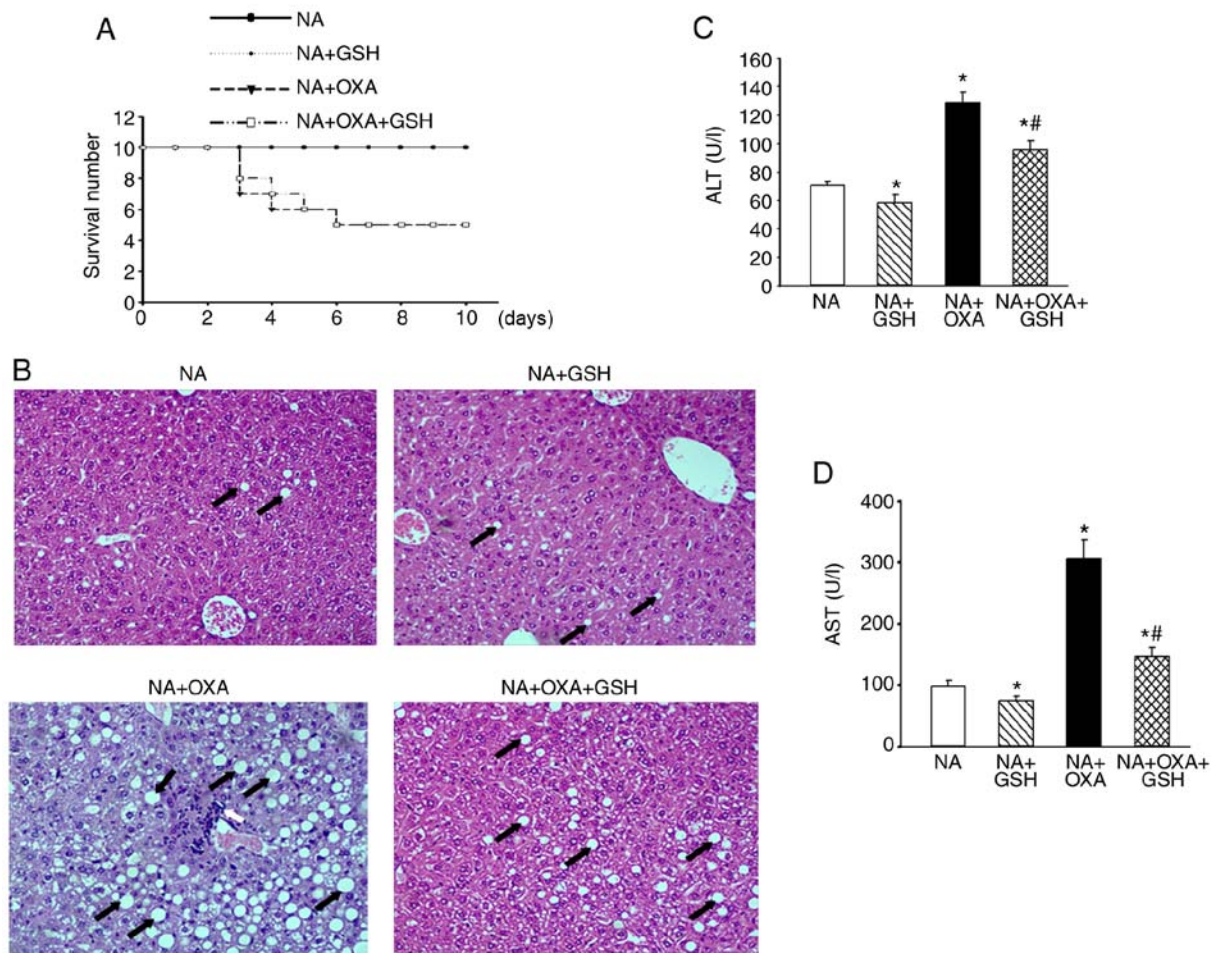 A
NA
NA+GSH
NA+OXA
NA+OXA+GSH
Survival number
12
10
8
6
4
2
0
0 2 4 6 8 10 (days)
B
NA
NA+GSH
NA+OXA
NA+OXA+GSH
C
ALT (U/l)
160
140
120
100
80
60
40
20
0
*
*
*#
NA
NA+
GSH
NA+
OXA
NA+OXA+
GSH
D
AST (U/l)
400
300
200
100
0
*
*
*#
NA
NA+
GSH
NA+
OXA
NA+OXA+
GSH